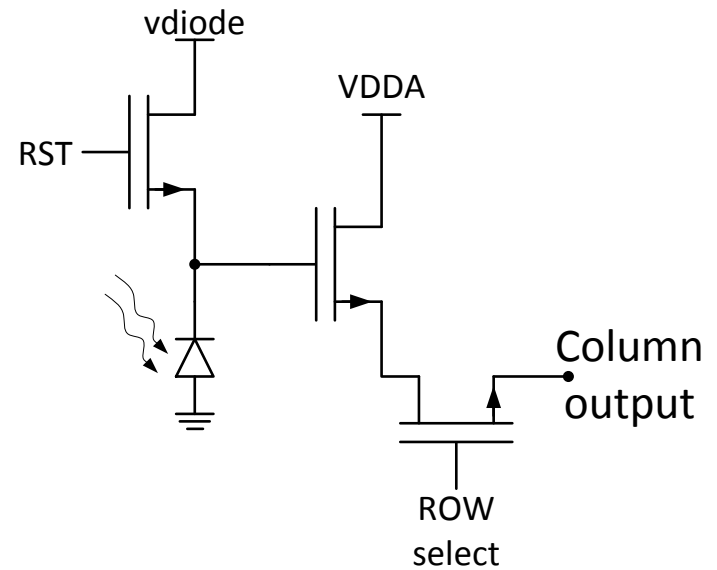 vdiode
VDDA
RST
Column
output
ROW
select